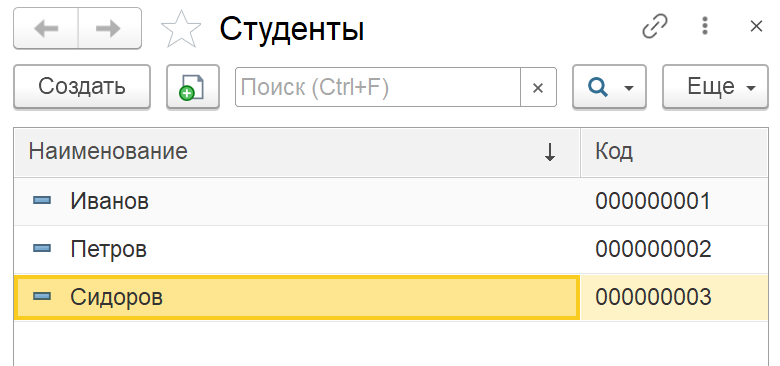 Студенты
Создать Поиск (Ctrl+F) Еще
Наименование Код
Иванов 000000001
Петров 000000002
Сидоров 000000003